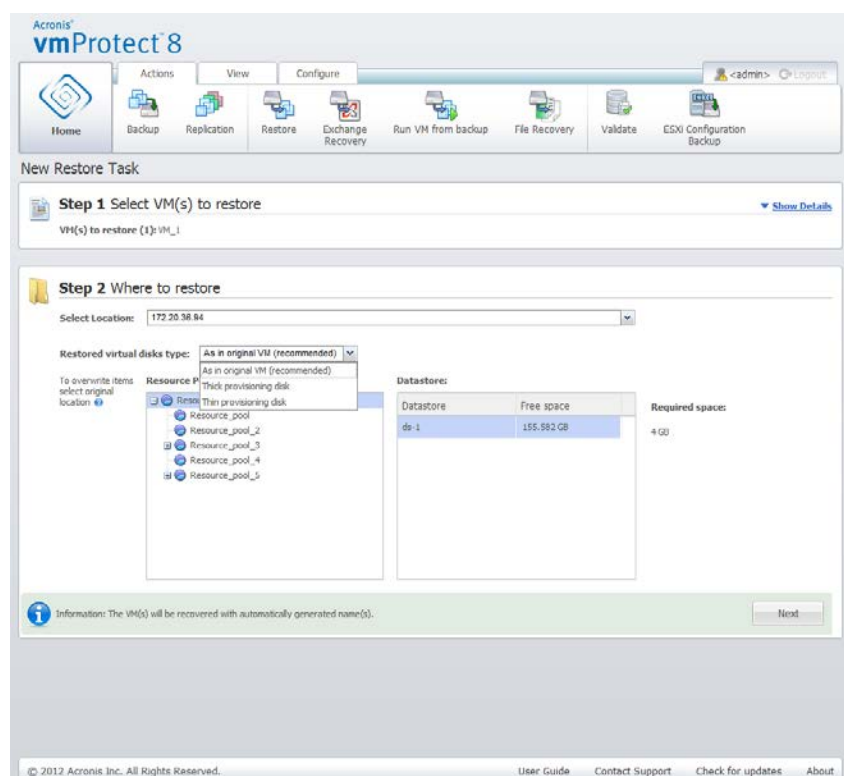 Acronis®
vmProtect™ 8
Actions View Configure
<admin> Logout
Home
Backup
Replication
Restore
Exchange Recovery
Run VM from backup
File Recovery
Validate
ESXi Configuration Backup
New Restore Task
Step 1 Select VM(s) to restore
Show Details
VM(s) to restore (1): VM_1
Step 2 Where to restore
Select Location: 172.20.36.94
Restored virtual disks type: As in original VM (recommended)
As in original VM (recommended)
Thick provisioning disk
Thin provisioning disk
To overwrite items
select original
location
Resource P
Resou
Resource_pool
Resource_pool_2
Resource_pool_3
Resource_pool_4
Resource_pool_5
Datastore:
Datastore Free space
ds-1 155.582 GB
Required space:
4 GB
Information: The VM(s) will be recovered with automatically generated name(s).
Next
© 2012 Acronis Inc. All Rights Reserved.
User Guide Contact Support Check for updates About